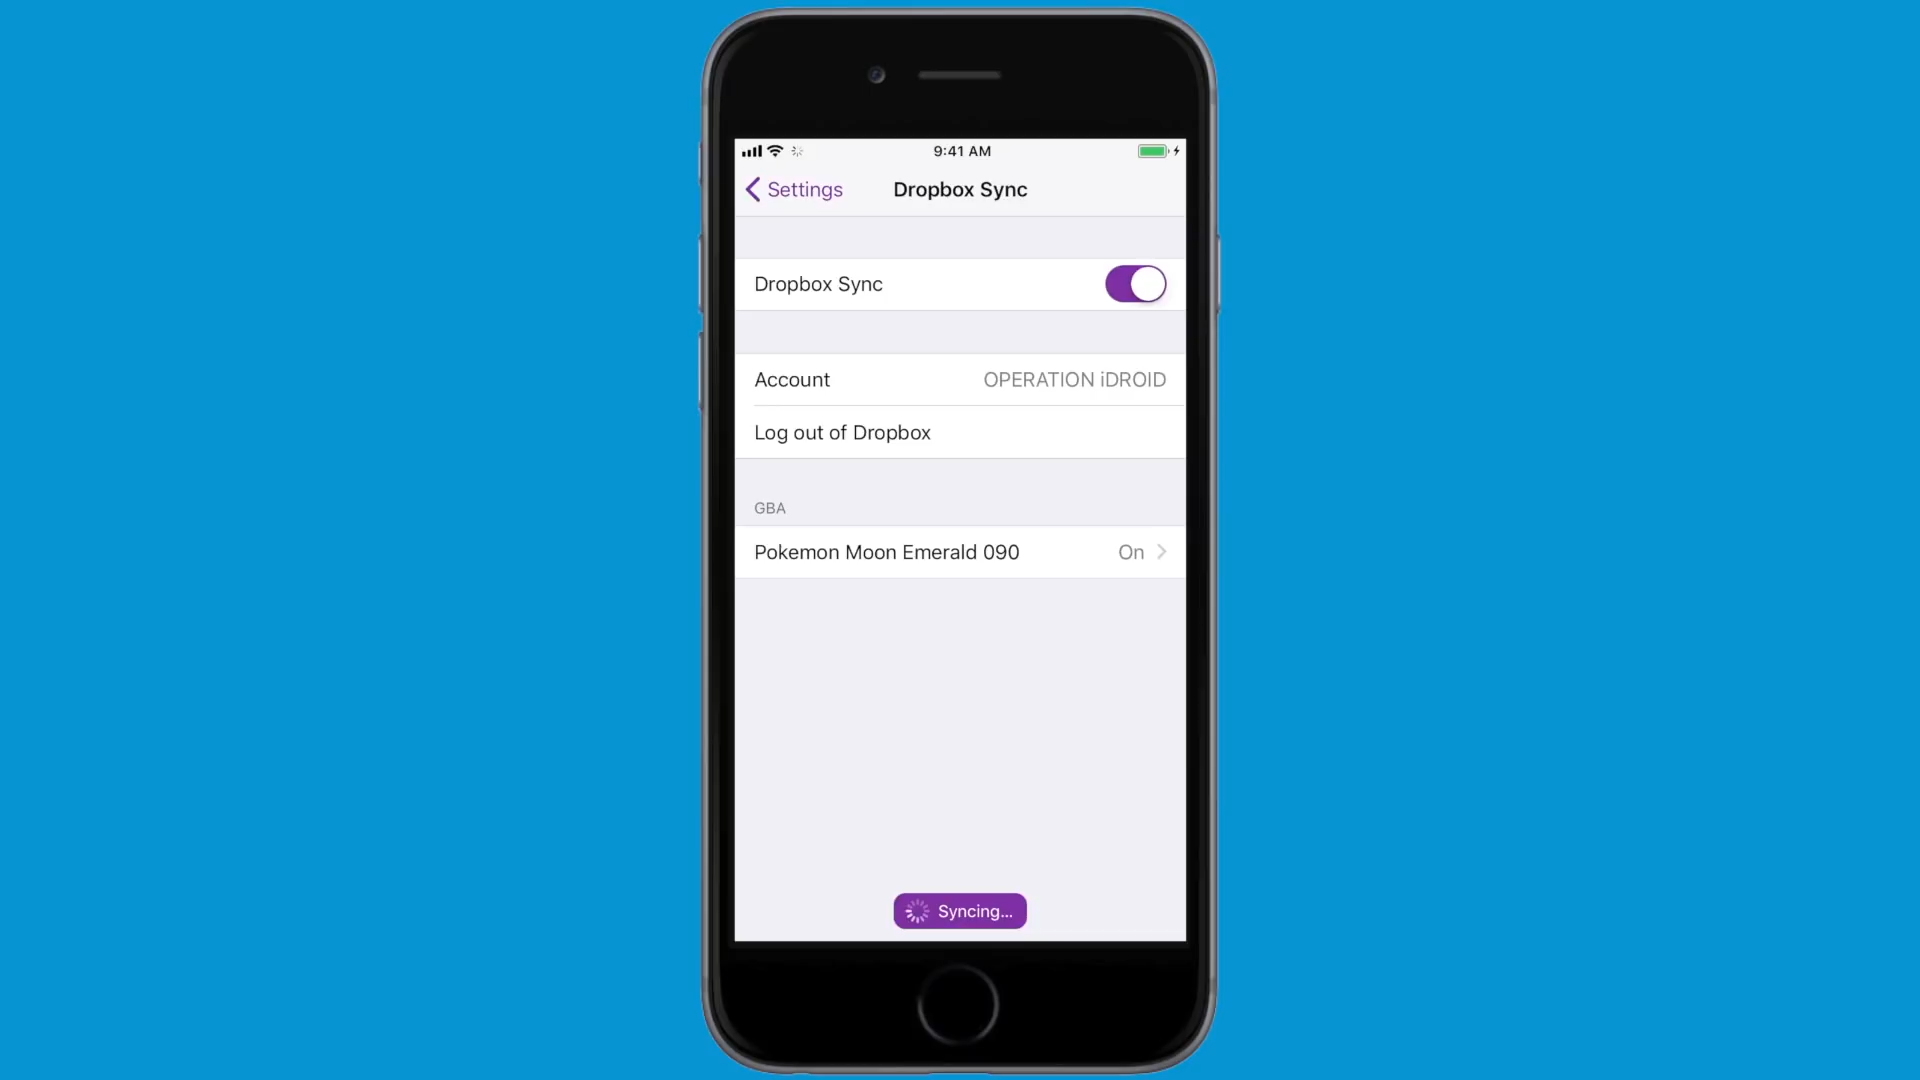 9:41 AM
Settings
Dropbox Sync
Dropbox Sync
Account OPERATION iDROID
Log out of Dropbox
GBA
Pokemon Moon Emerald 090 On
Syncing...